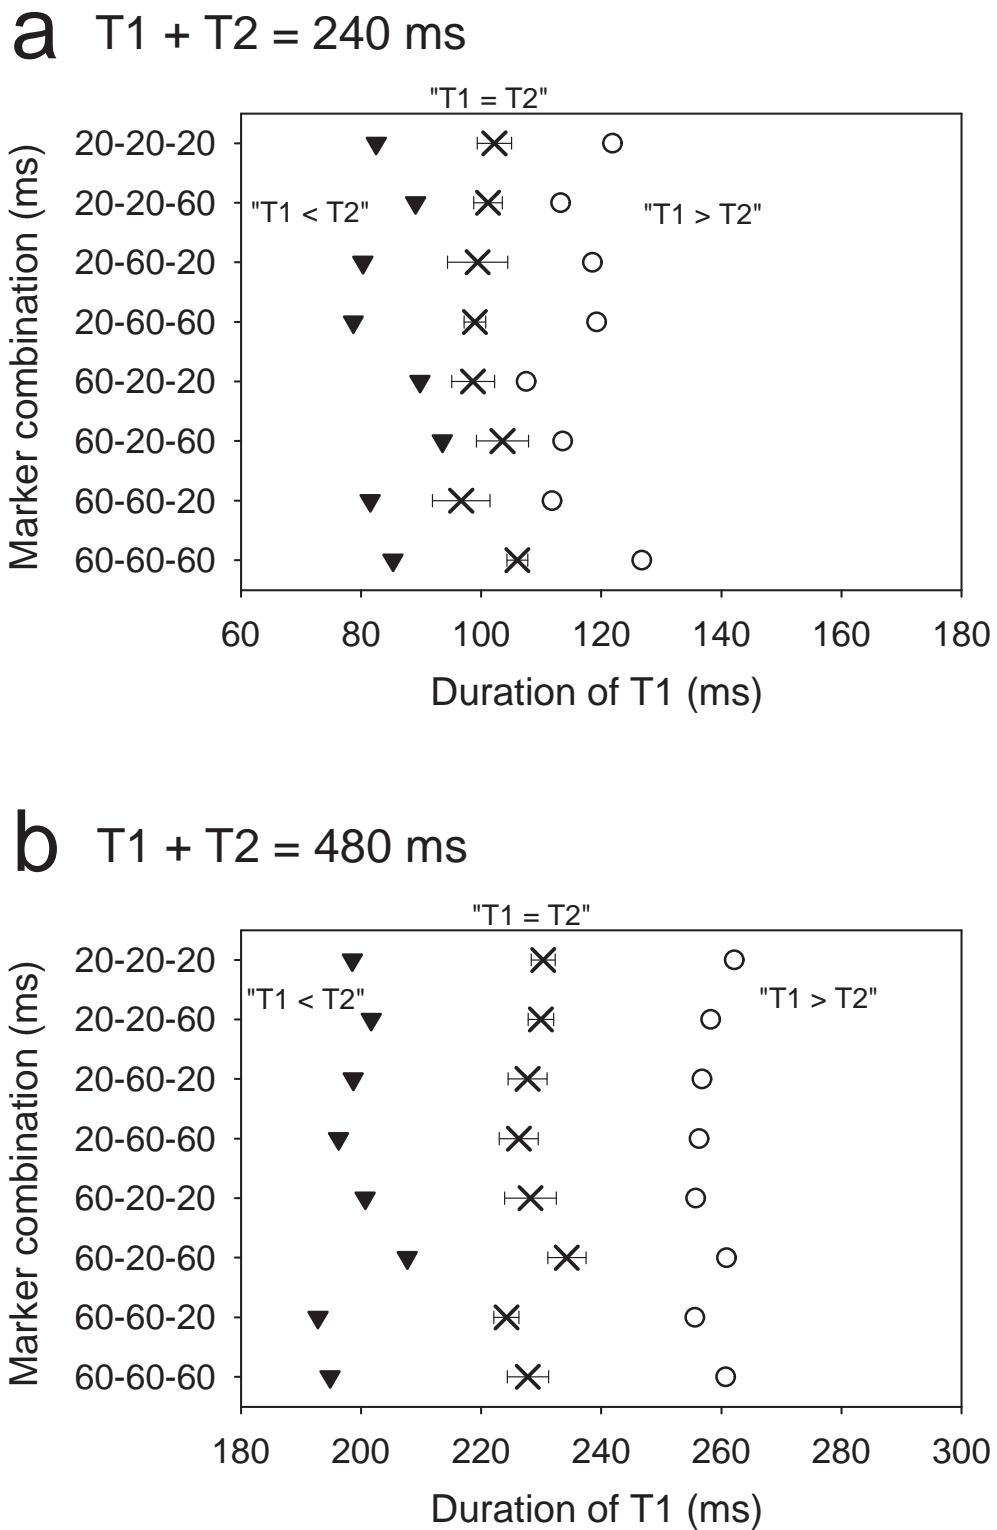 a T1 + T2 = 240 ms
"T1 = T2"
Marker combination (ms)
20-20-20
20-20-60
"T1 < T2"
"T1 > T2"
20-60-20
20-60-60
60-20-20
60-20-60
60-60-20
60-60-60
60 80 100 120 140 160 180
Duration of T1 (ms)
b T1 + T2 = 480 ms
"T1 = T2"
Marker combination (ms)
20-20-20
"T1 < T2"
"T1 > T2"
20-20-60
20-60-20
20-60-60
60-20-20
60-20-60
60-60-20
60-60-60
180 200 220 240 260 280 300
Duration of T1 (ms)